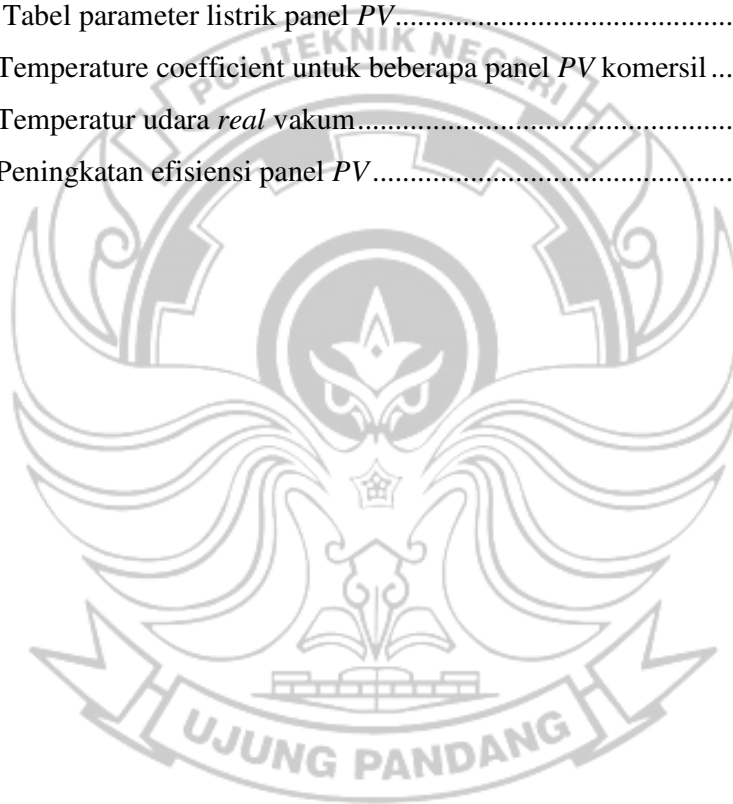 Tabel parameter listrik panel PV.............................................
Temperature coefficient untuk beberapa panel PV komersil ...
Temperatur udara real vakum..................................................
Peningkatan efisiensi panel PV................................................
POLITEKNIK NEGERI
UJUNG PANDANG